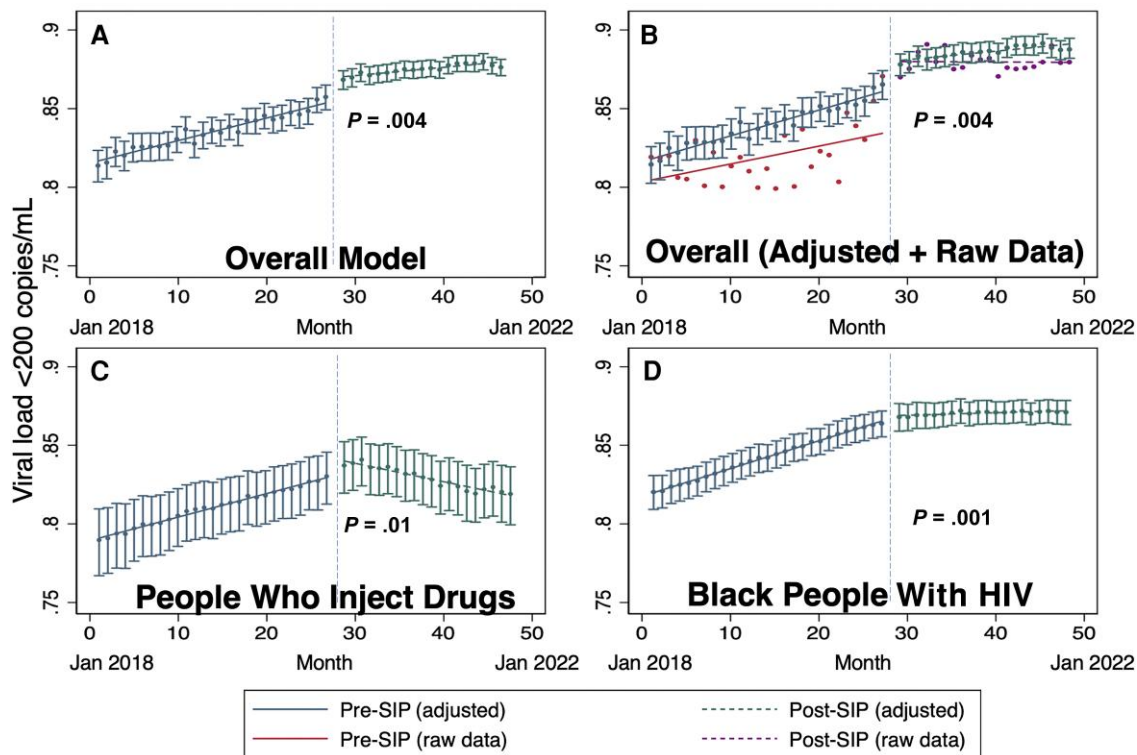 Viral load <200 copies/mL
A
.9
.85
.8
.75
P = .004
Overall Model
0 10 20 30 40 50
Jan 2018 Month Jan 2022
B
.9
.85
.8
.75
P = .004
Overall (Adjusted + Raw Data)
0 10 20 30 40 50
Jan 2018 Month Jan 2022
C
.9
.85
.8
.75
P = .01
People Who Inject Drugs
0 10 20 30 40 50
Jan 2018 Month Jan 2022
D
.9
.85
.8
.75
P = .001
Black People With HIV
0 10 20 30 40 50
Jan 2018 Month Jan 2022
Pre-SIP (adjusted) Post-SIP (adjusted)
Pre-SIP (raw data) Post-SIP (raw data)